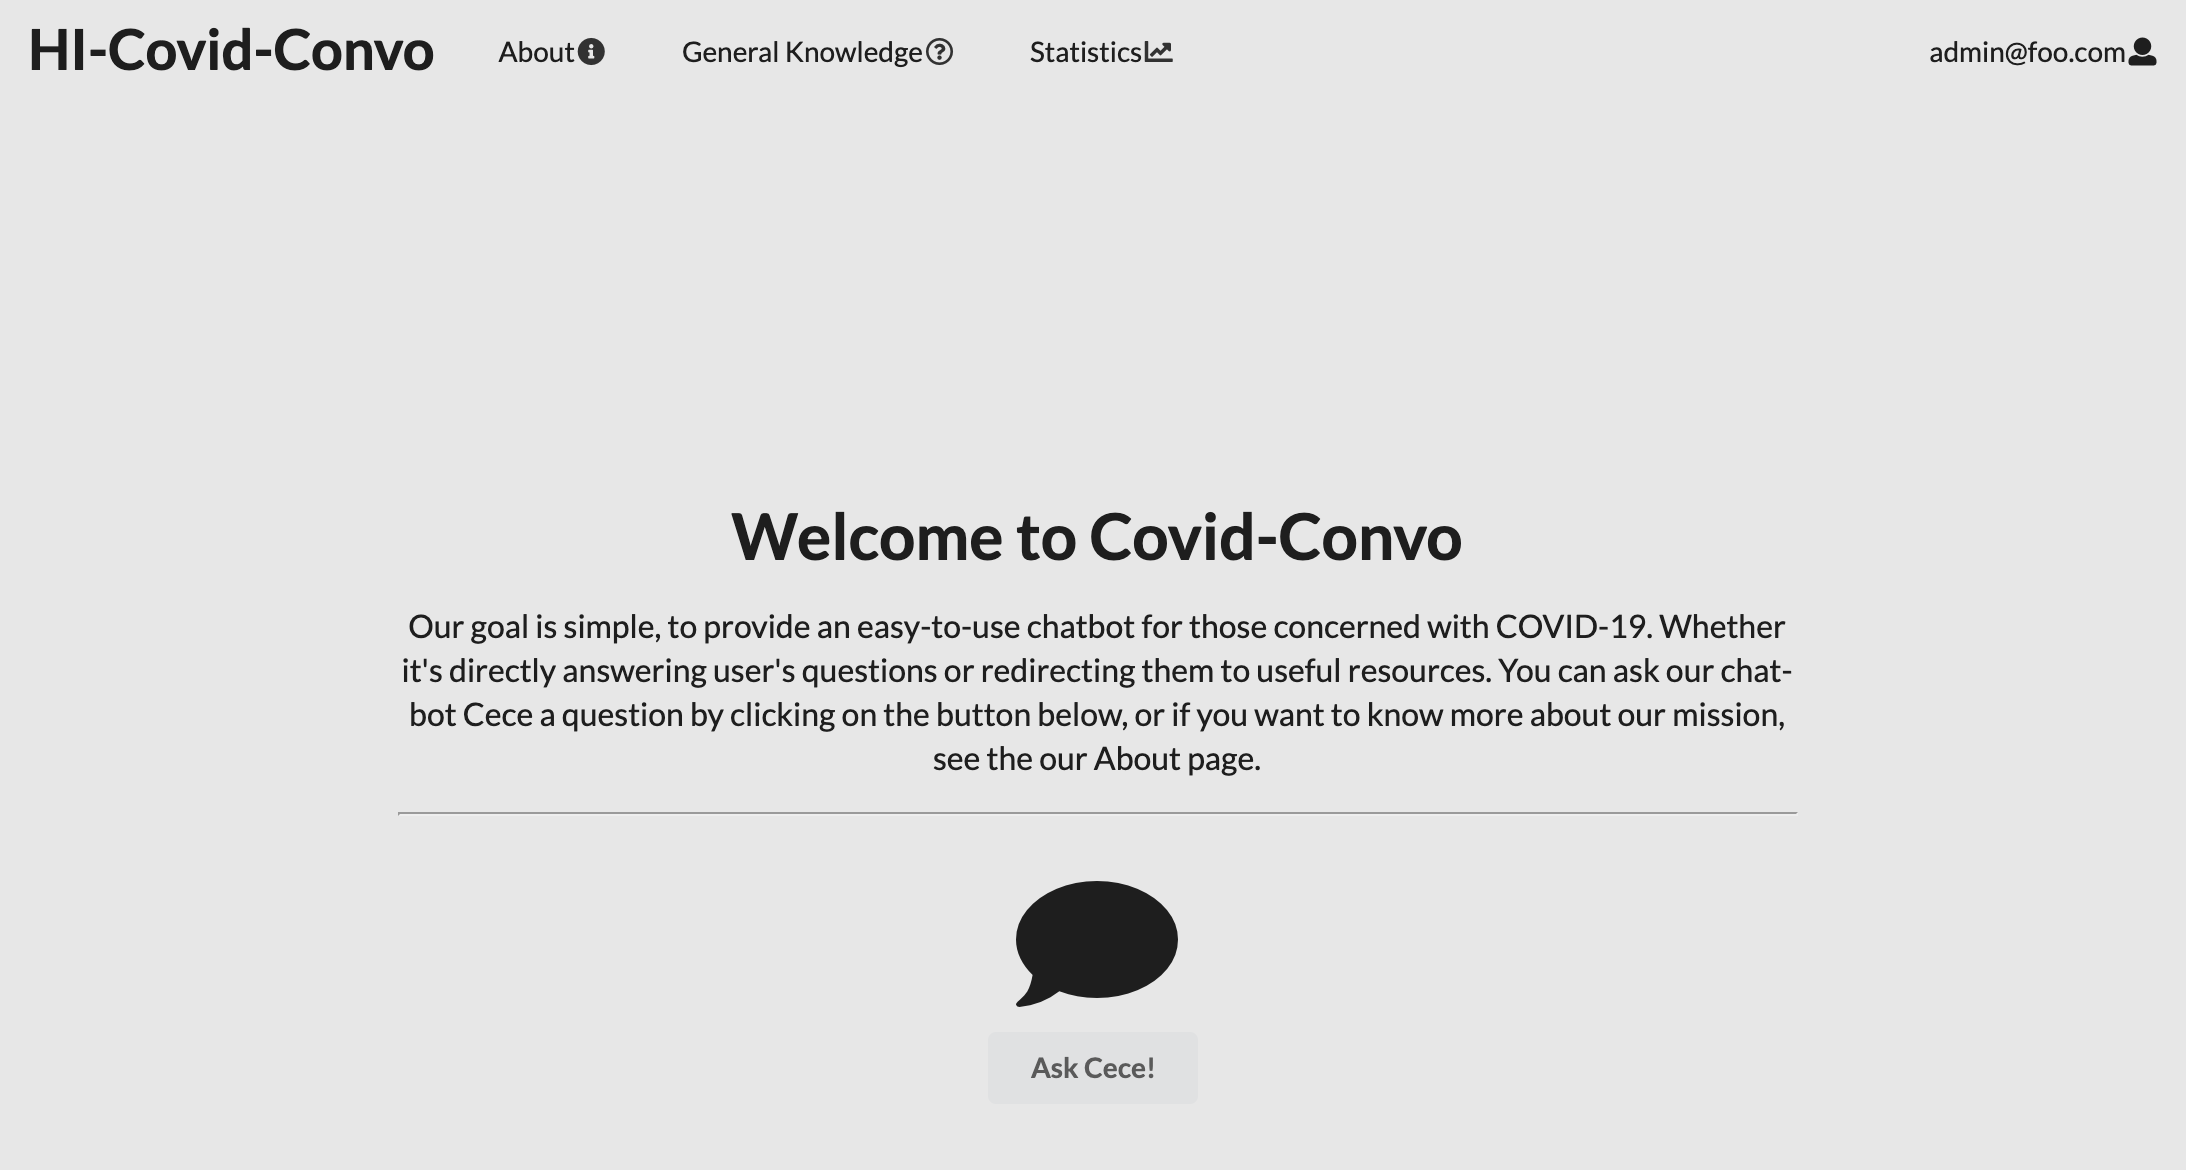 HI-Covid-Convo About General Knowledge Statistics admin@foo.com
Welcome to Covid-Convo
Our goal is simple, to provide an easy-to-use chatbot for those concerned with COVID-19. Whether
it's directly answering user's questions or redirecting them to useful resources. You can ask our chat-
bot Cece a question by clicking on the button below, or if you want to know more about our mission,
see the our About page.
Ask Cece!